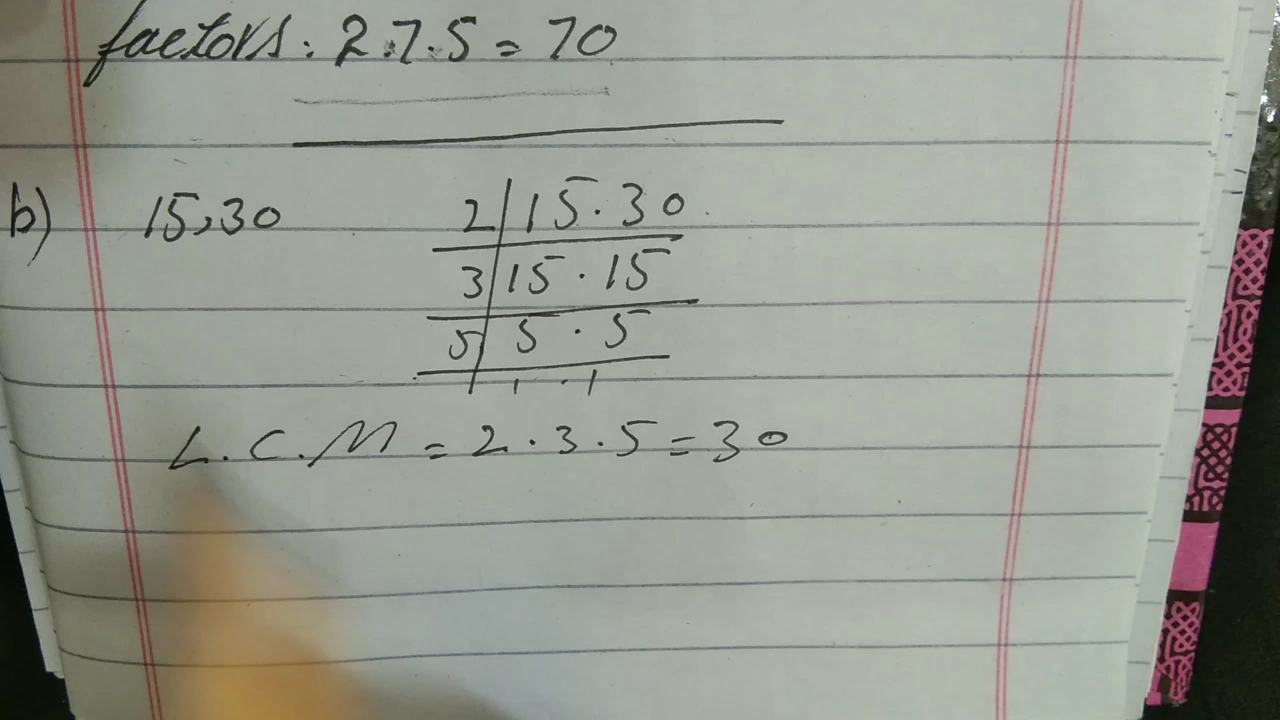 factors: 2.7.5 = 70
b) 15,30 2 | 15 . 30
3 | 15 . 15
5 | 5 . 5
1 . 1
L.C.M = 2.3.5 = 30